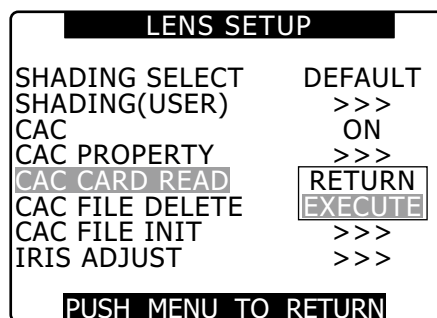 LENS SETUP
SHADING SELECT DEFAULT
SHADING(USER) >>>
CAC ON
CAC PROPERTY >>>
CAC CARD READ RETURN
CAC FILE DELETE EXECUTE
CAC FILE INIT >>>
IRIS ADJUST >>>
PUSH MENU TO RETURN